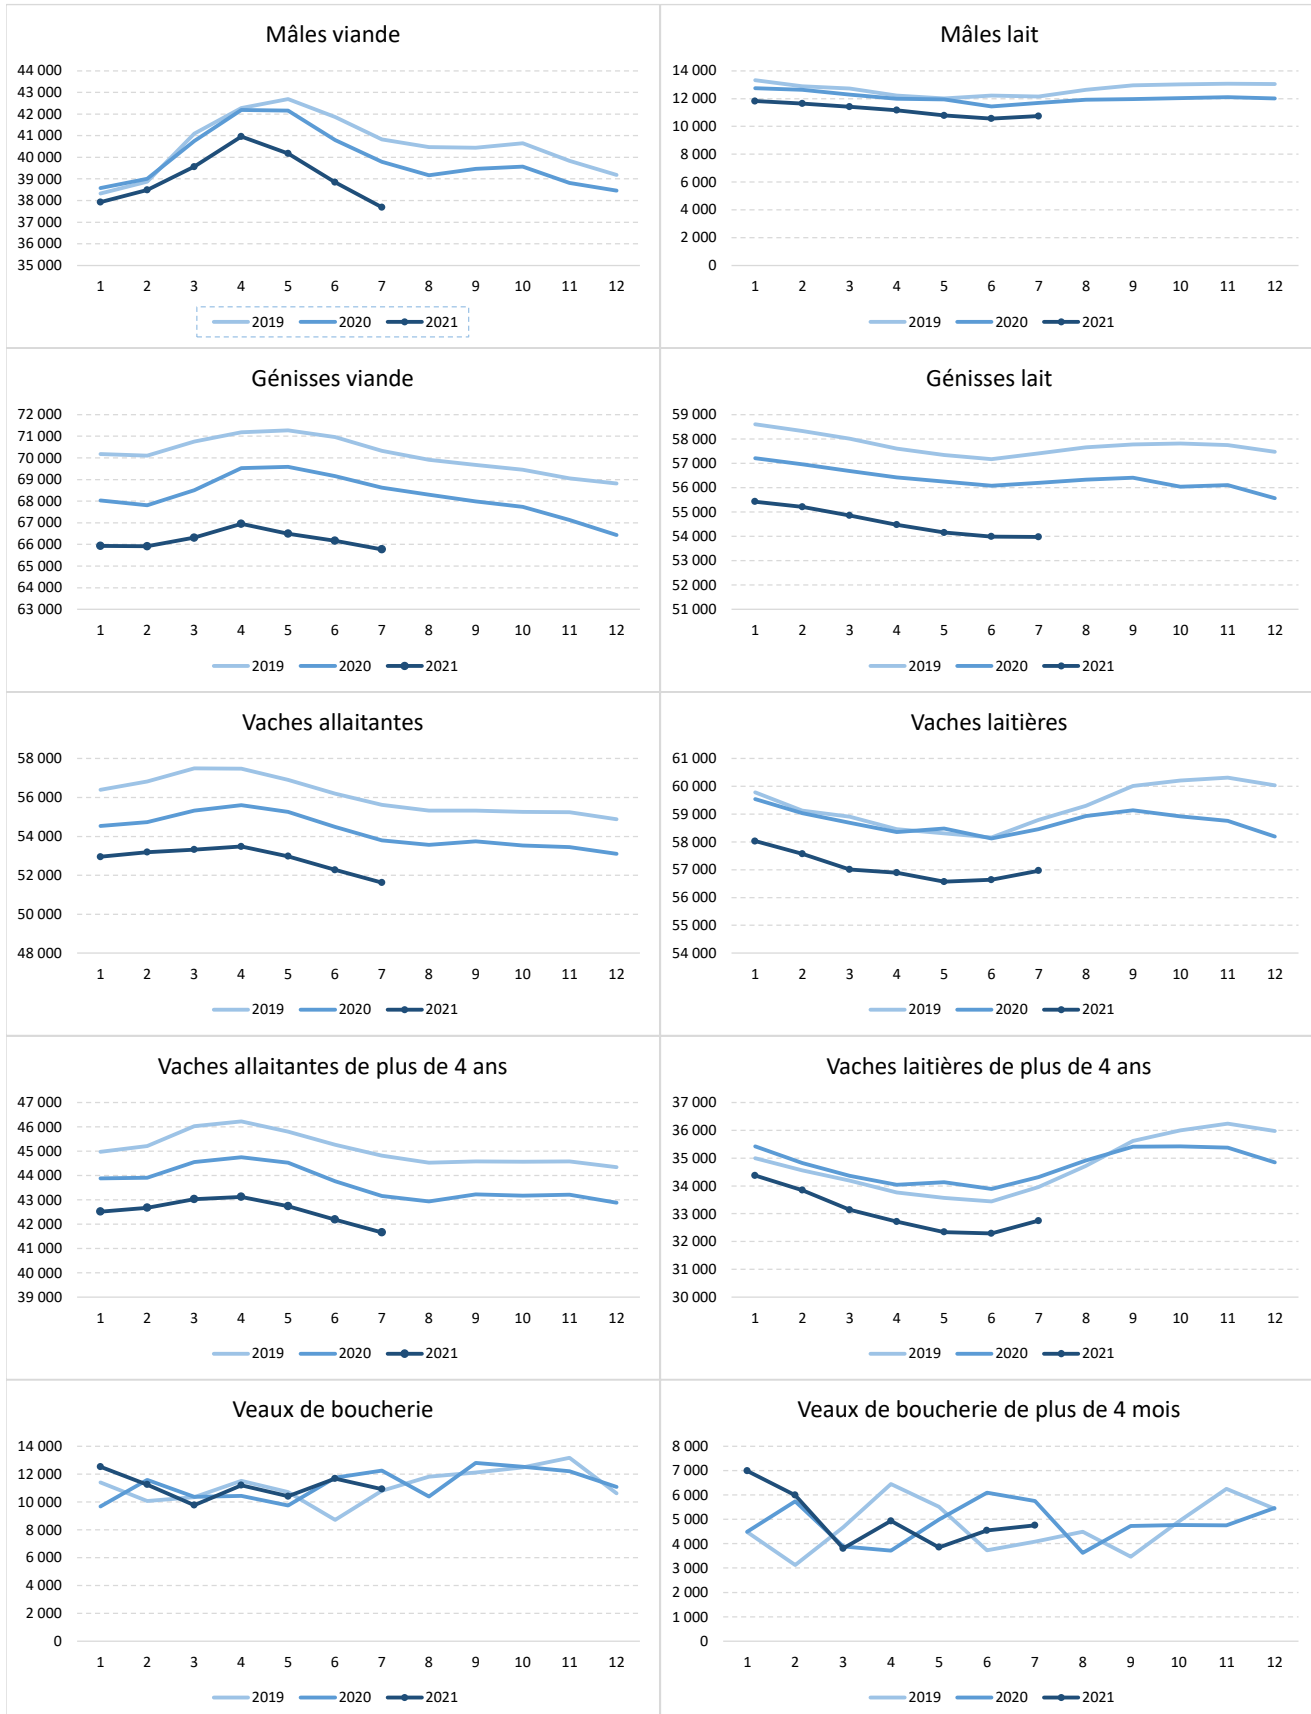 Mâles viande
44 000
43 000
42 000
41 000
40 000
39 000
38 000
37 000
36 000
35 000
1 2 3 4 5 6 7 8 9 10 11 12
2019 2020 2021
Mâles lait
14 000
12 000
10 000
8 000
6 000
4 000
2 000
0
1 2 3 4 5 6 7 8 9 10 11 12
2019 2020 2021
Génisses viande
72 000
71 000
70 000
69 000
68 000
67 000
66 000
65 000
64 000
63 000
1 2 3 4 5 6 7 8 9 10 11 12
2019 2020 2021
Génisses lait
59 000
58 000
57 000
56 000
55 000
54 000
53 000
52 000
51 000
1 2 3 4 5 6 7 8 9 10 11 12
2019 2020 2021
Vaches allaitantes
58 000
56 000
54 000
52 000
50 000
48 000
1 2 3 4 5 6 7 8 9 10 11 12
2019 2020 2021
Vaches laitières
61 000
60 000
59 000
58 000
57 000
56 000
55 000
54 000
1 2 3 4 5 6 7 8 9 10 11 12
2019 2020 2021
Vaches allaitantes de plus de 4 ans
47 000
46 000
45 000
44 000
43 000
42 000
41 000
40 000
39 000
1 2 3 4 5 6 7 8 9 10 11 12
2019 2020 2021
Vaches laitières de plus de 4 ans
37 000
36 000
35 000
34 000
33 000
32 000
31 000
30 000
1 2 3 4 5 6 7 8 9 10 11 12
2019 2020 2021
Veaux de boucherie
14 000
12 000
10 000
8 000
6 000
4 000
2 000
0
1 2 3 4 5 6 7 8 9 10 11 12
2019 2020 2021
Veaux de boucherie de plus de 4 mois
8 000
7 000
6 000
5 000
4 000
3 000
2 000
1 000
0
1 2 3 4 5 6 7 8 9 10 11 12
2019 2020 2021